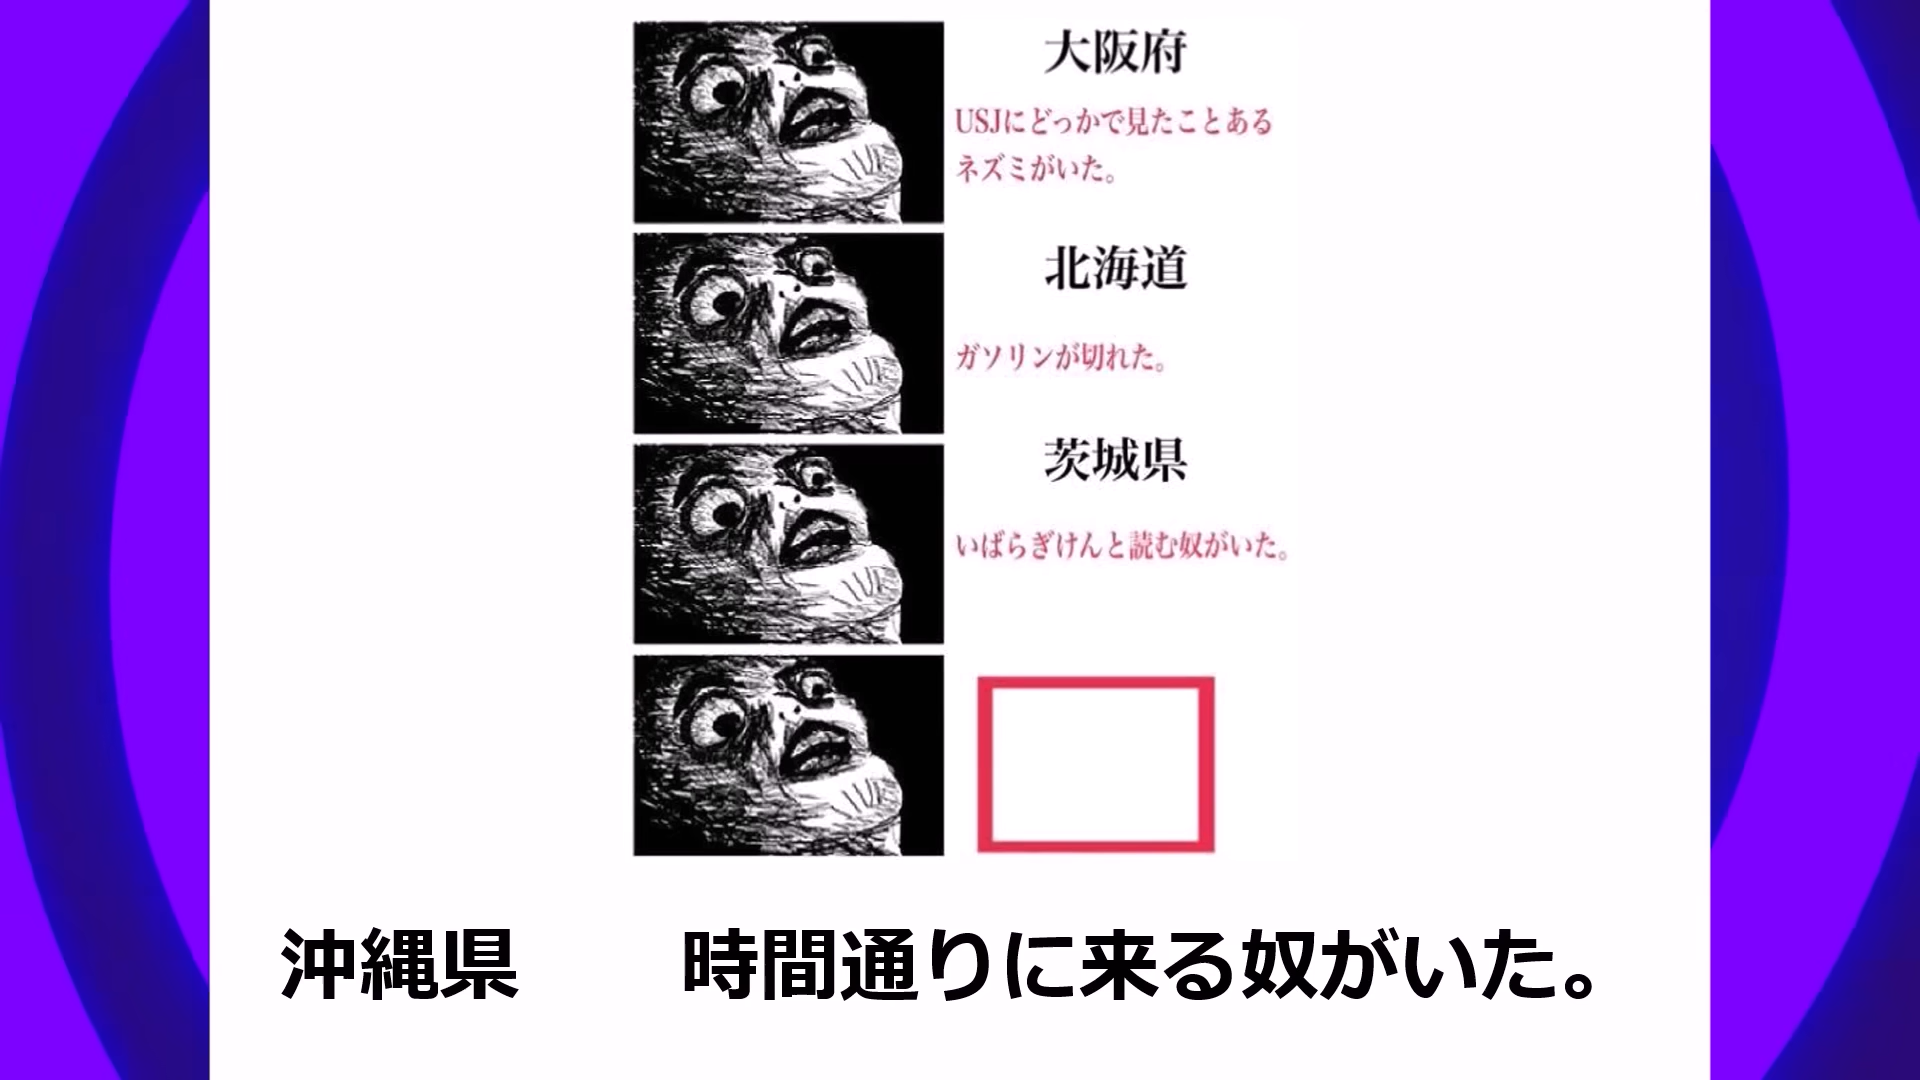 大阪府
USJにどっかで見たことある
ネズミがいた。
北海道
ガソリンが切れた。
茨城県
いばらぎけんと読む奴がいた。
沖縄県　　時間通りに来る奴がいた。